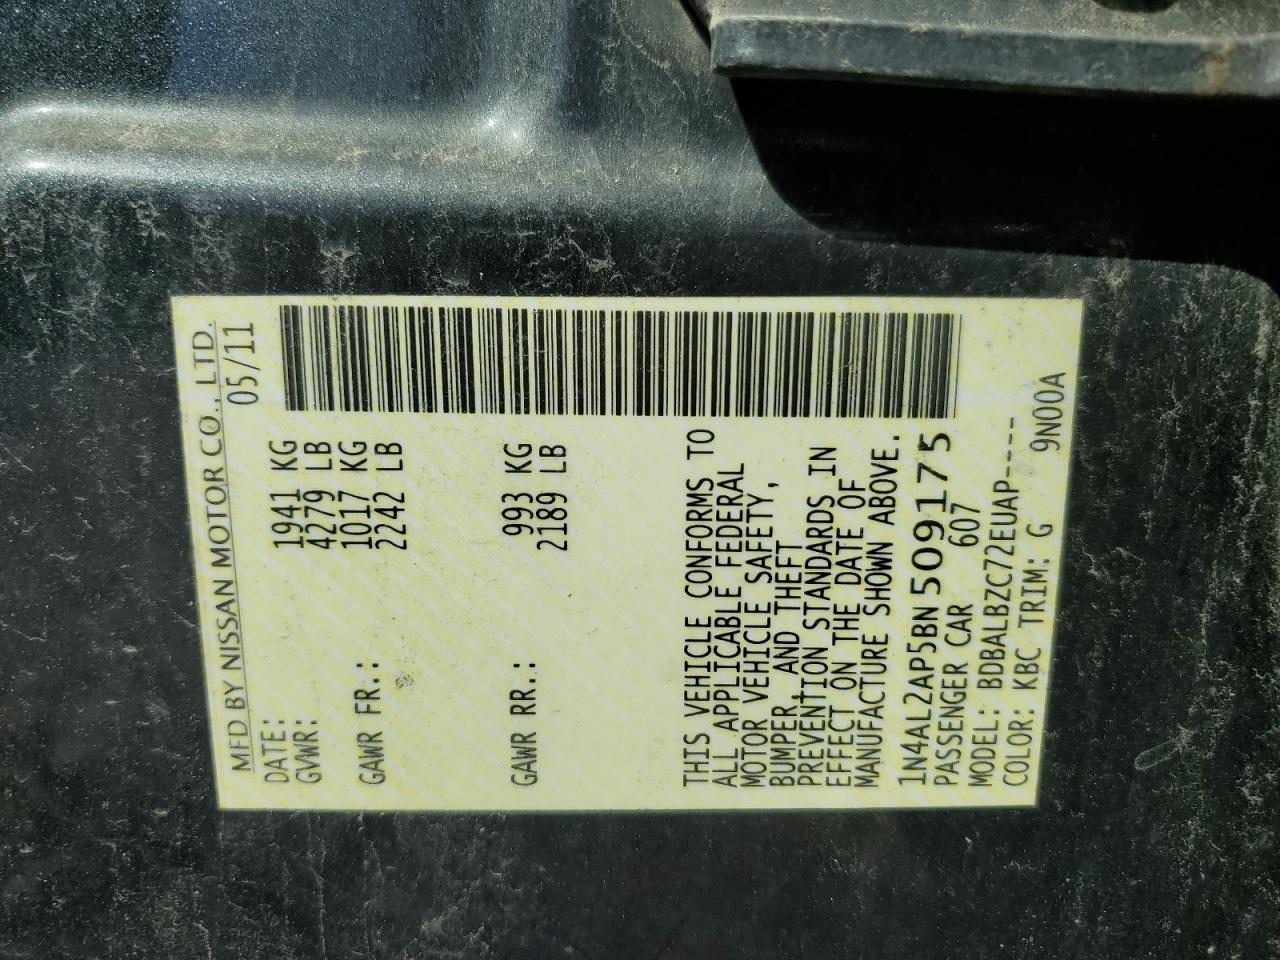 MFD BY NISSAN MOTOR CO., LTD.
DATE: 05/11
GVWR: 1941 KG
4279 LB
GAWR FR.: 1017 KG
2242 LB
GAWR RR.: 993 KG
2189 LB
THIS VEHICLE CONFORMS TO
ALL APPLICABLE FEDERAL
MOTOR VEHICLE SAFETY,
BUMPER, AND THEFT
PREVENTION STANDARDS IN
EFFECT ON THE DATE OF
MANUFACTURE SHOWN ABOVE.
1N4AL2AP5BN509175
PASSENGER CAR 607
MODEL: BDBALBZC72EUAP-----
COLOR: KBC TRIM: G 9N00A